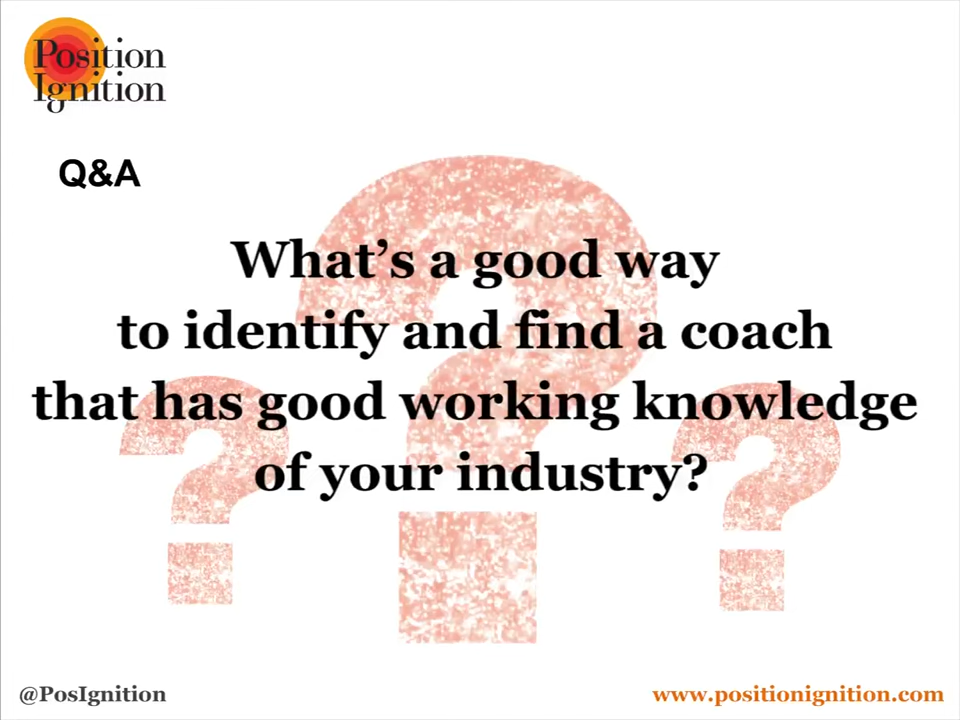 Position
Ignition
Q&A
What’s a good way
to identify and find a coach
that has good working knowledge
of your industry?
@PosIgnition
www.positionignition.com